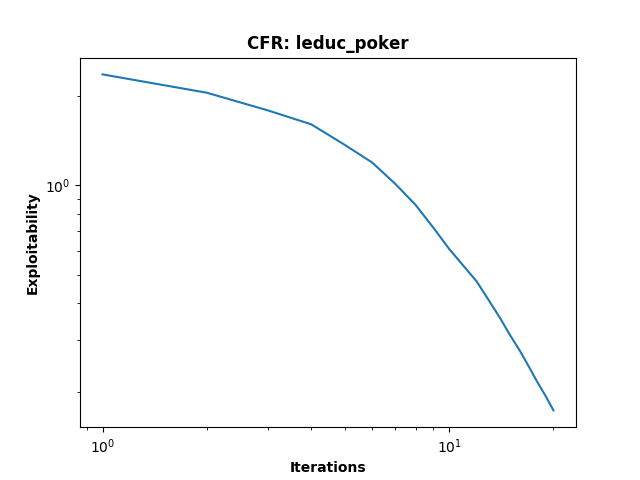 CFR: leduc_poker
Exploitability
10⁰
10⁰
10¹
Iterations